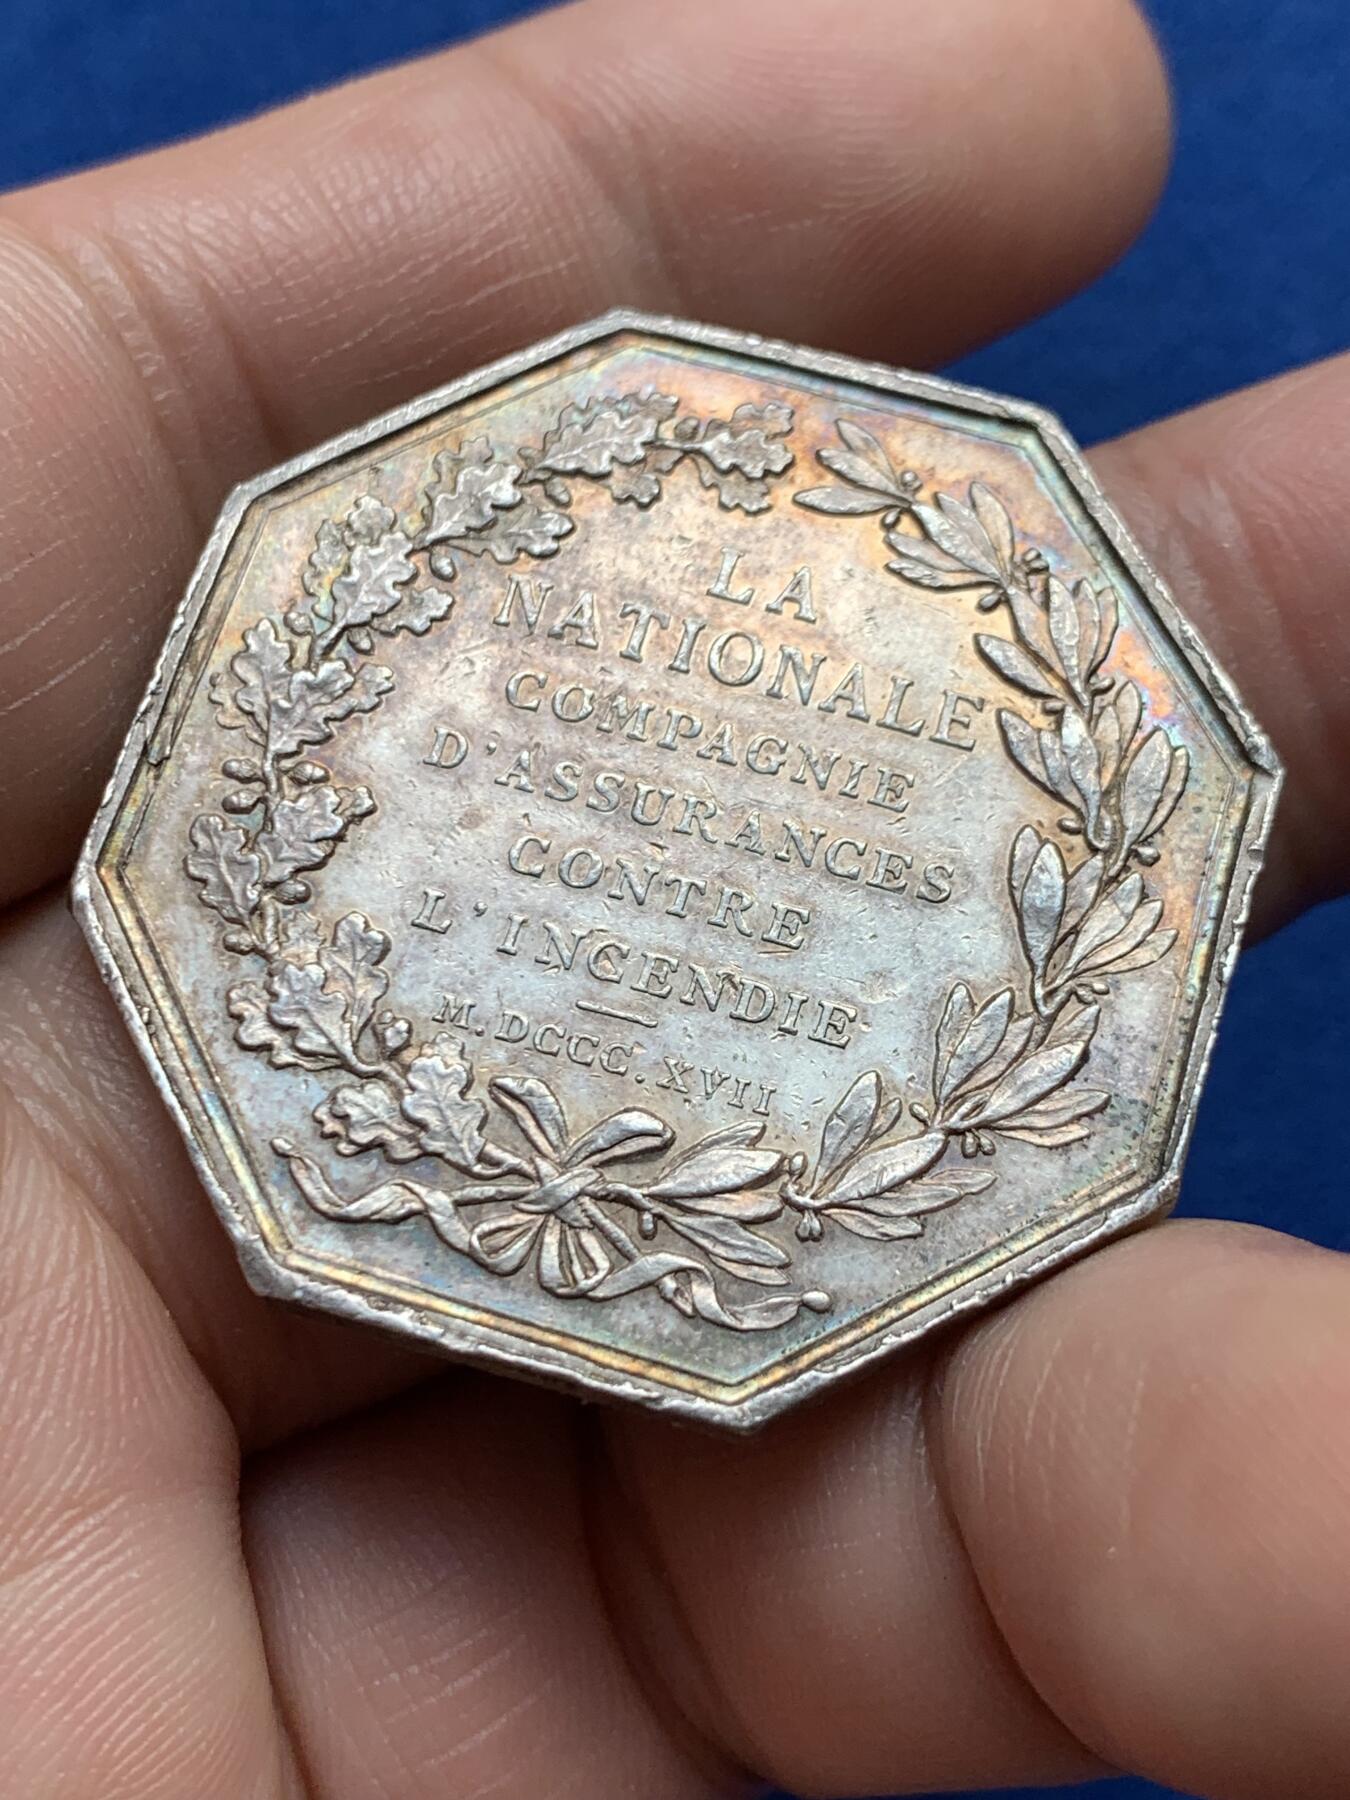 LA
NATIONALE
COMPAGNIE
D'ASSURANCES
CONTRE
L'INCENDIE
M.DCCC.XVII